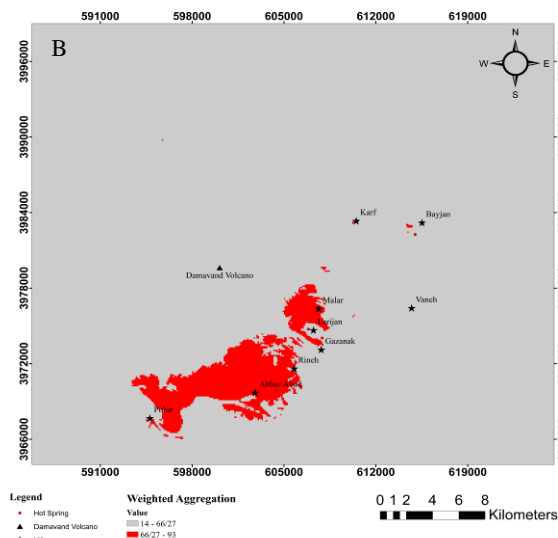 591000 598000 605000 612000 619000
B
N
W E
S
3996000
3990000
3984000
3978000
3972000
3966000
Karf
Bayjan
Damavand Volcano
Malar
Vaneh
Larijan
Gazanak
Rineh
Abbas Abad
Polur
591000 598000 605000 612000 619000
Legend
Hot Spring
Damavand Volcano
Weighted Aggregation
Value
14 - 66/27
66/27 - 93
0 1 2 4 6 8
Kilometers